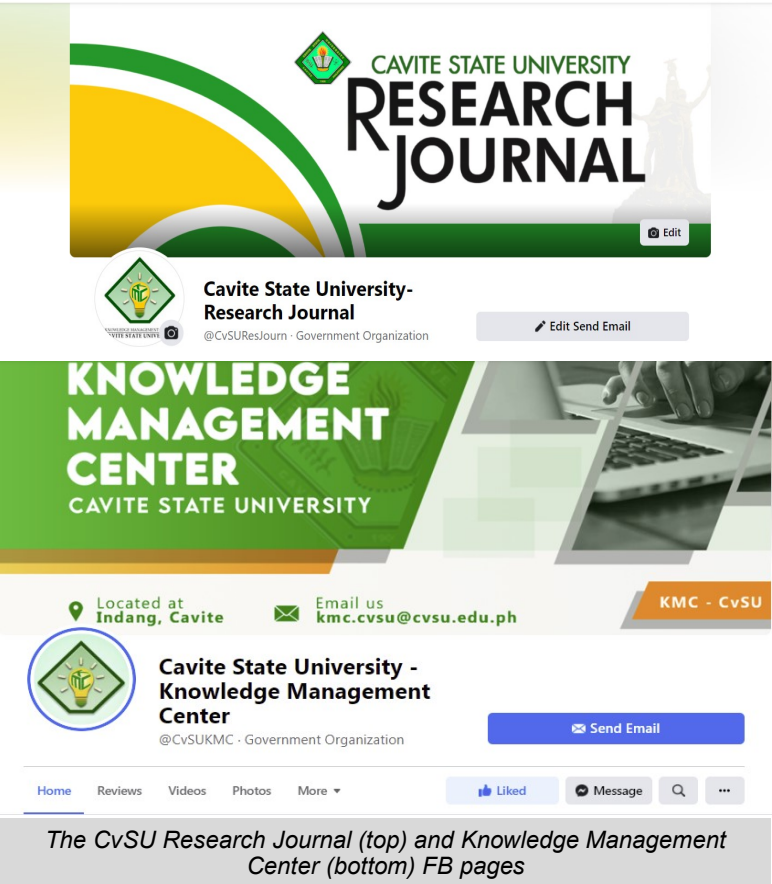 CAVITE STATE UNIVERSITY
RESEARCH
JOURNAL
Edit
Cavite State University-
Research Journal
@CvSUResJourn · Government Organization
Edit Send Email
KNOWLEDGE
MANAGEMENT
CENTER
CAVITE STATE UNIVERSITY
Located at
Indang, Cavite
Email us
kmc.cvsu@cvsu.edu.ph
KMC - CvSU
Cavite State University -
Knowledge Management
Center
@CvSUKMC · Government Organization
Send Email
Home Reviews Videos Photos More
Liked
Message
The CvSU Research Journal (top) and Knowledge Management
Center (bottom) FB pages